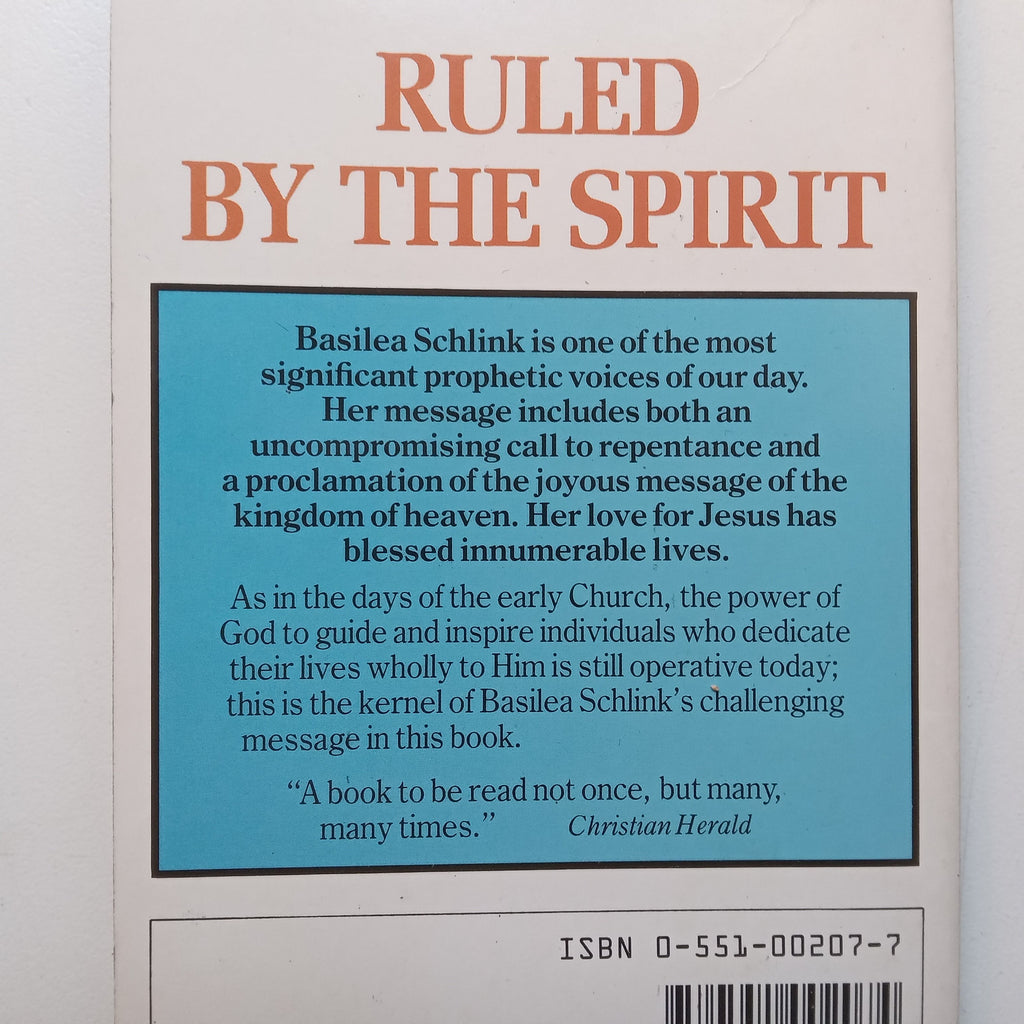 RULED
BY THE SPIRIT
Basilea Schlink is one of the most
significant prophetic voices of our day.
Her message includes both an
uncompromising call to repentance and
a proclamation of the joyous message of the
kingdom of heaven. Her love for Jesus has
blessed innumerable lives.
As in the days of the early Church, the power of
God to guide and inspire individuals who dedicate
their lives wholly to Him is still operative today;
this is the kernel of Basilea Schlink’s challenging
message in this book.
“A book to be read not once, but many,
many times.” Christian Herald
ISBN 0-551-00207-7